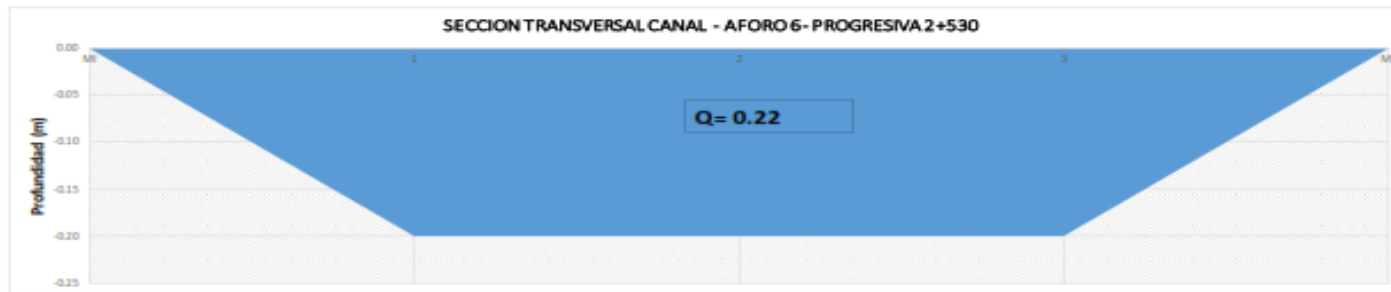 SECCION TRANSVERSAL CANAL - AFORO 6- PROGRESIVA 2+530
0.00
MI 1 2 3
-0.05
Q= 0.22
-0.10
Profundidad (m)
-0.15
-0.20
-0.25